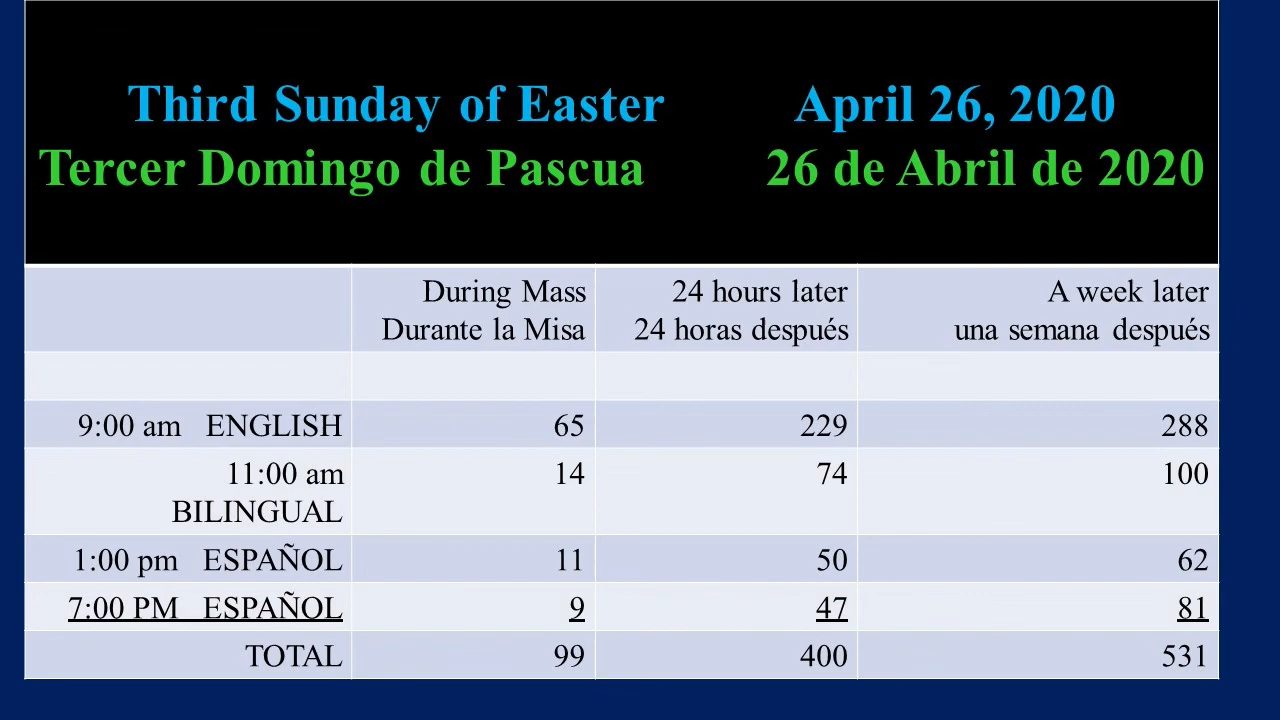 Third Sunday of Easter April 26, 2020
Tercer Domingo de Pascua 26 de Abril de 2020
During Mass 24 hours later A week later
Durante la Misa 24 horas después una semana después
9:00 am ENGLISH 65 229 288
11:00 am 14 74 100
BILINGUAL
1:00 pm ESPAÑOL 11 50 62
7:00 PM ESPAÑOL 9 47 81
TOTAL 99 400 531